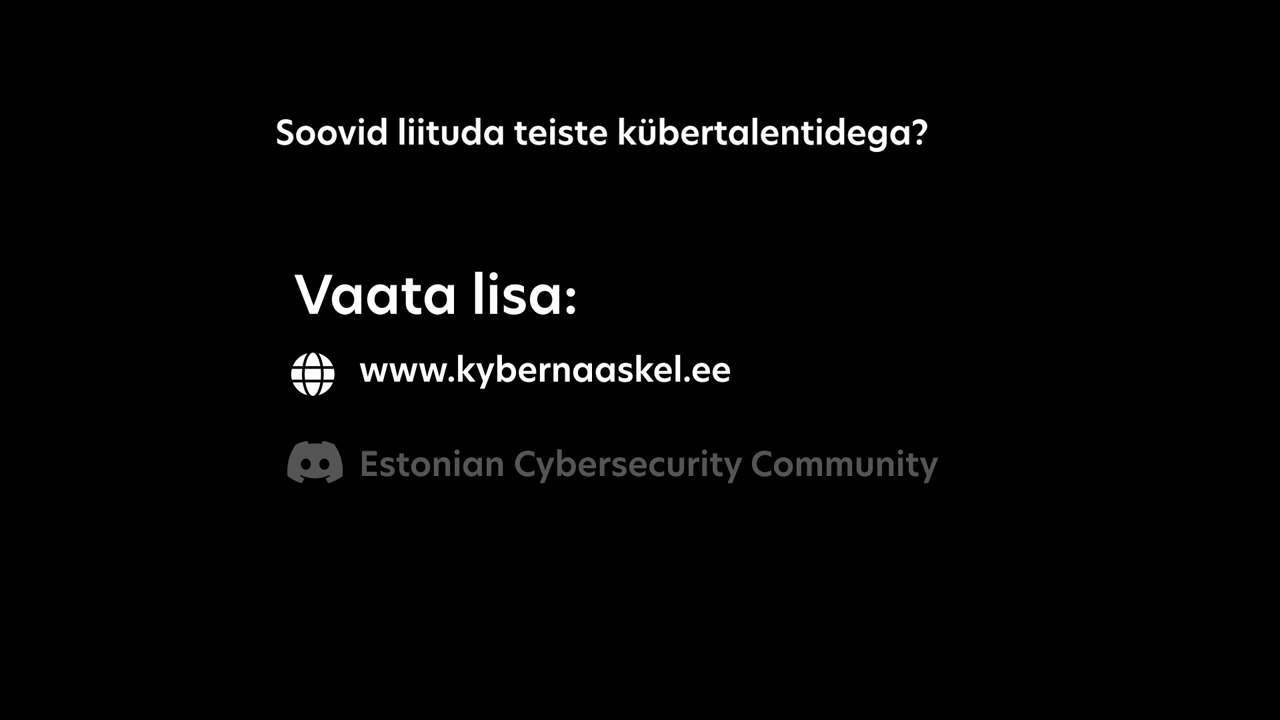 Soovid liituda teiste kübertalentidega?
Vaata lisa:
www.kybernaaskel.ee
Estonian Cybersecurity Community